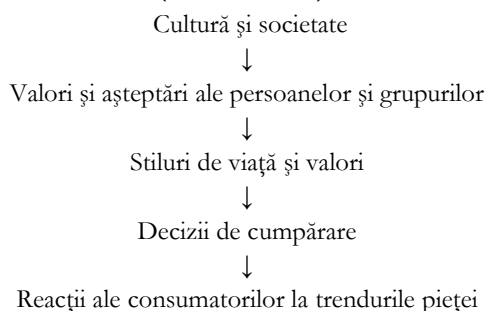 Cultură şi societate
↓
Valori şi aşteptări ale persoanelor şi grupurilor
↓
Stiluri de viaţă şi valori
↓
Decizii de cumpărare
↓
Reacţii ale consumatorilor la trendurile pieţei